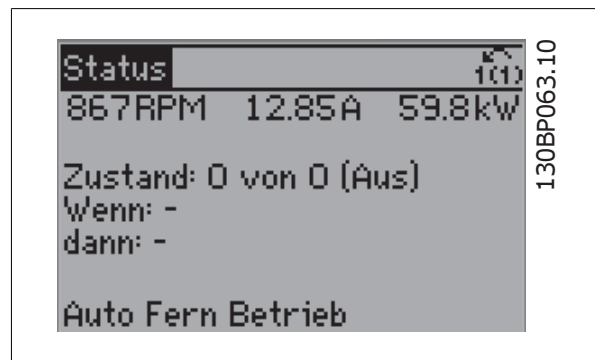 Status 1(1)
867RPM 12.85A 59.8kW
Zustand: 0 von 0 (Aus)
Wenn: -
dann: -
Auto Fern Betrieb
130BP063.10